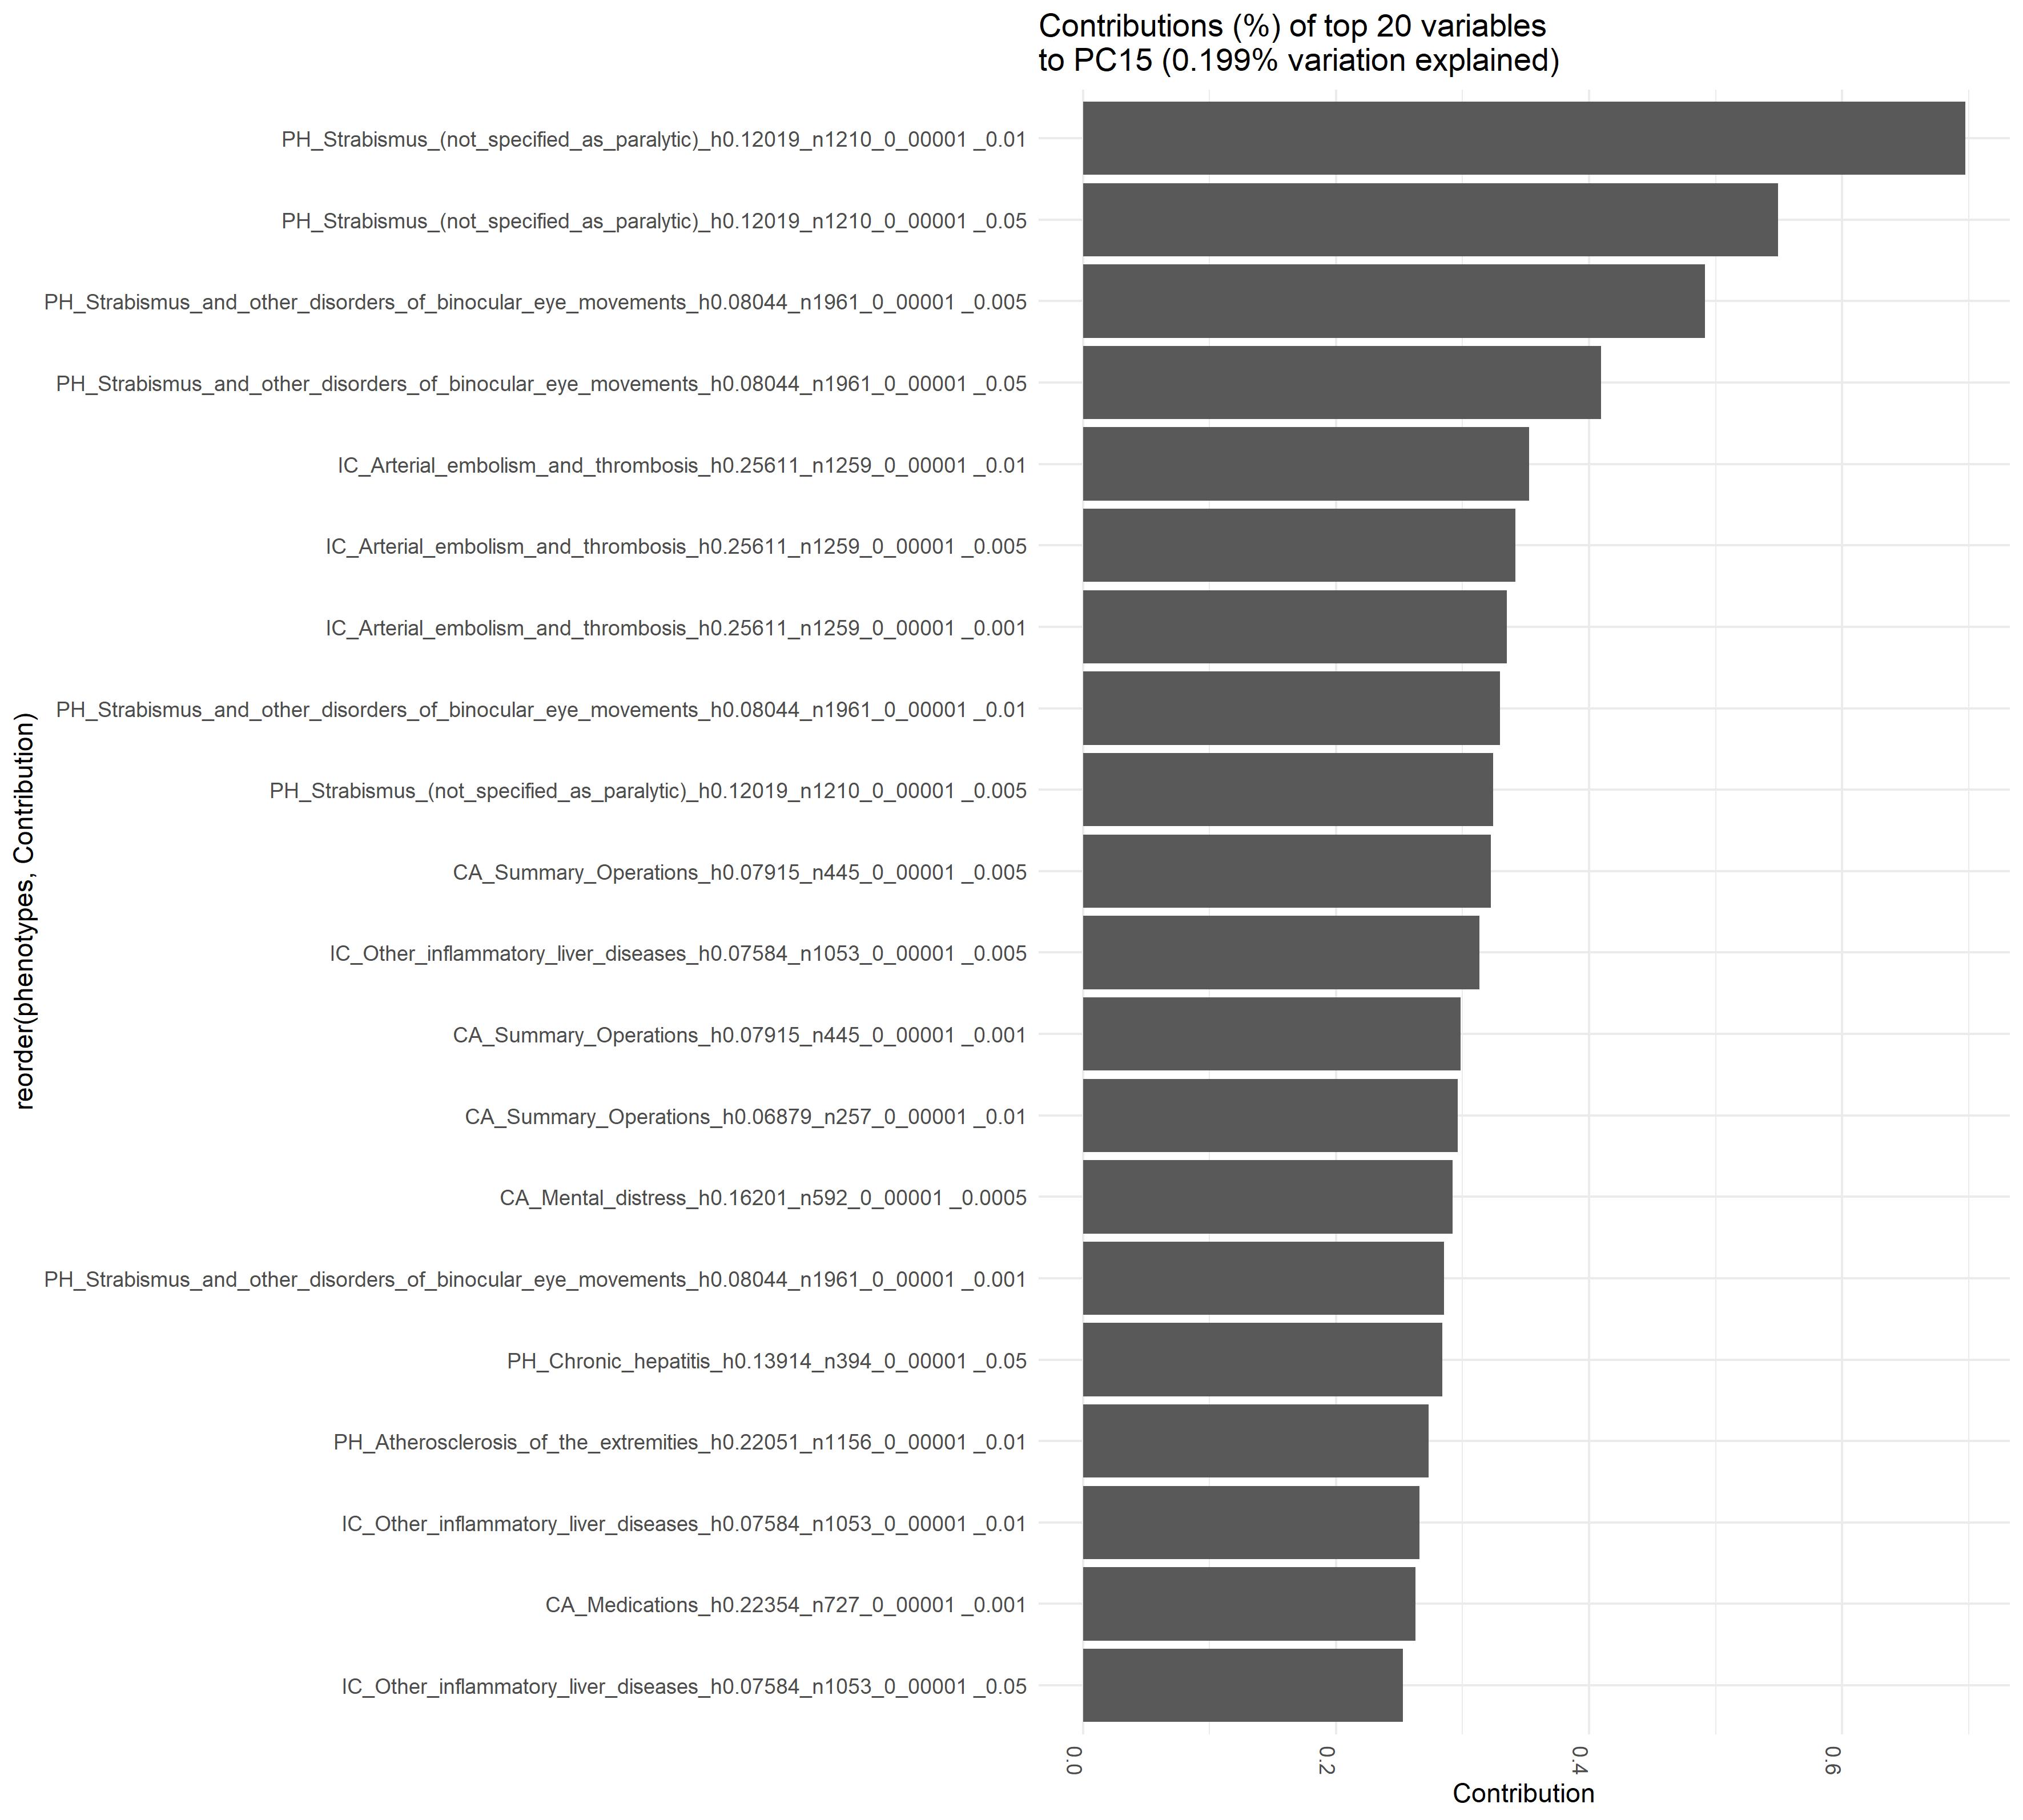 Contributions (%) of top 20 variables
to PC15 (0.199% variation explained)
PH_Strabismus_(not_specified_as_paralytic)_h0.12019_n1210_0_00001 _0.01
PH_Strabismus_(not_specified_as_paralytic)_h0.12019_n1210_0_00001 _0.05
PH_Strabismus_and_other_disorders_of_binocular_eye_movements_h0.08044_n1961_0_00001 _0.005
PH_Strabismus_and_other_disorders_of_binocular_eye_movements_h0.08044_n1961_0_00001 _0.05
IC_Arterial_embolism_and_thrombosis_h0.25611_n1259_0_00001 _0.01
IC_Arterial_embolism_and_thrombosis_h0.25611_n1259_0_00001 _0.005
IC_Arterial_embolism_and_thrombosis_h0.25611_n1259_0_00001 _0.001
PH_Strabismus_and_other_disorders_of_binocular_eye_movements_h0.08044_n1961_0_00001 _0.01
PH_Strabismus_(not_specified_as_paralytic)_h0.12019_n1210_0_00001 _0.005
CA_Summary_Operations_h0.07915_n445_0_00001 _0.005
IC_Other_inflammatory_liver_diseases_h0.07584_n1053_0_00001 _0.005
CA_Summary_Operations_h0.07915_n445_0_00001 _0.001
CA_Summary_Operations_h0.06879_n257_0_00001 _0.01
CA_Mental_distress_h0.16201_n592_0_00001 _0.0005
PH_Strabismus_and_other_disorders_of_binocular_eye_movements_h0.08044_n1961_0_00001 _0.001
PH_Chronic_hepatitis_h0.13914_n394_0_00001 _0.05
PH_Atherosclerosis_of_the_extremities_h0.22051_n1156_0_00001 _0.01
IC_Other_inflammatory_liver_diseases_h0.07584_n1053_0_00001 _0.01
CA_Medications_h0.22354_n727_0_00001 _0.001
IC_Other_inflammatory_liver_diseases_h0.07584_n1053_0_00001 _0.05
reorder(phenotypes, Contribution)
0.0
0.2
0.4
0.6
Contribution